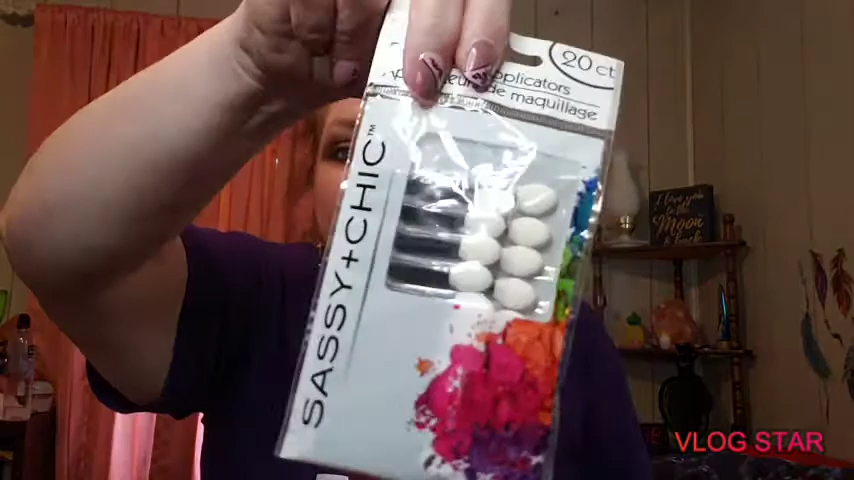 20 ct
applicators
de maquillage
SASSY+CHIC™
I love you
to the
Moon
& back
VLOG STAR